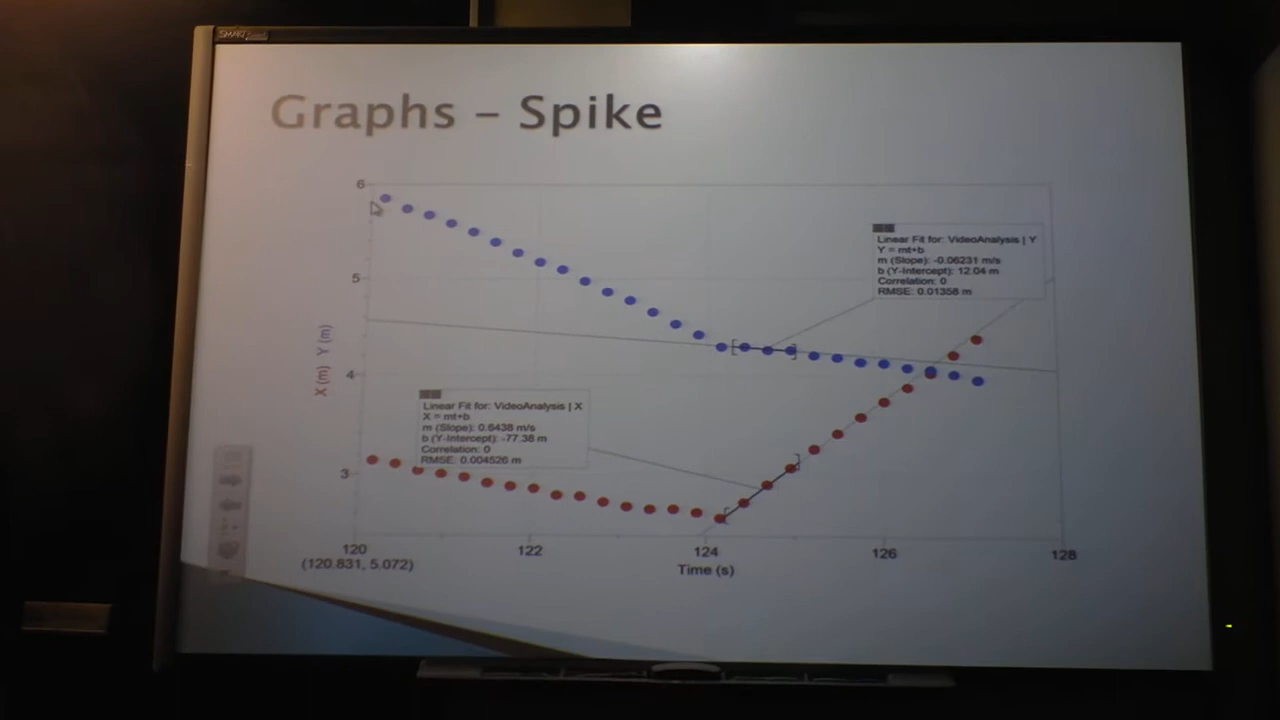 SMART Board
Graphs – Spike
6
5
4
3
X (m) Y (m)
Linear Fit for: VideoAnalysis | Y
Y = mt+b
m (Slope): -0.06231 m/s
b (Y-Intercept): 12.04 m
Correlation: 0
RMSE: 0.01358 m
Linear Fit for: VideoAnalysis | X
X = mt+b
m (Slope): 0.6438 m/s
b (Y-Intercept): -77.38 m
Correlation: 0
RMSE: 0.004526 m
120
122
124
126
128
(120.831, 5.072)
Time (s)